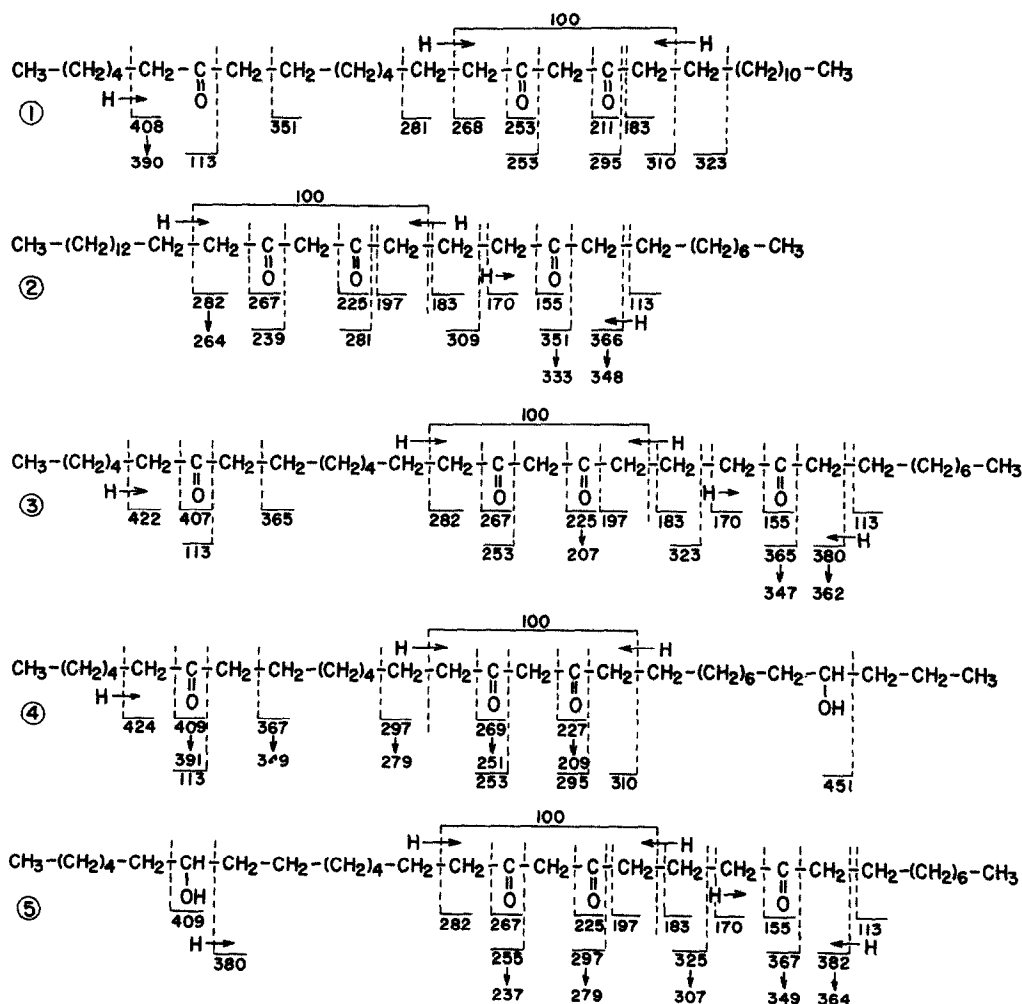 100
H H
CH3-(CH2)4-CH2-C-CH2-CH2-(CH2)4-CH2-CH2-C-CH2-C-CH2-CH2-(CH2)10-CH3
H O O O
① 408 351 281 268 253 211 183
390 113 253 295 310 323
100
H H
CH3-(CH2)12-CH2-CH2-C-CH2-C-CH2-CH2-CH2-C-CH2-CH2-(CH2)6-CH3
O O H O
② 282 267 225 197 183 170 155 113
H
264 239 281 309 351 366
333 348
100
H H
CH3-(CH2)4-CH2-C-CH2-CH2-(CH2)4-CH2-CH2-C-CH2-C-CH2-CH2-CH2-C-CH2-CH2-(CH2)6-CH3
H O O O H O
③ 422 407 365 282 267 225 197 183 170 155 113
H
113 253 207 323 365 380
347 362
100
H H
CH3-(CH2)4-CH2-C-CH2-CH2-(CH2)4-CH2-CH2-C-CH2-C-CH2-CH2-(CH2)6-CH2-CH-CH2-CH2-CH3
H O O O OH
④ 424 409 367 297 269 227
391 349 279 251 209
113 253 295 310 451
100
H H
CH3-(CH2)4-CH2-CH-CH2-CH2-(CH2)4-CH2-CH2-C-CH2-C-CH2-CH2-CH2-C-CH2-CH2-(CH2)6-CH3
OH O O H O
⑤ 409 282 267 225 197 183 170 155 113
H H
380 255 297 325 367 382
237 279 307 349 364